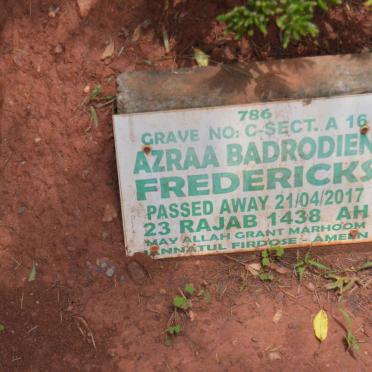 786
GRAVE NO: C-SECT. A 16
AZRAA BADRODIEN
FREDERICKS
PASSED AWAY 21/04/2017
23 RAJAB 1438 AH
MAY ALLAH GRANT MARHOOM
JANNATUL FIRDOSE - AMEEN